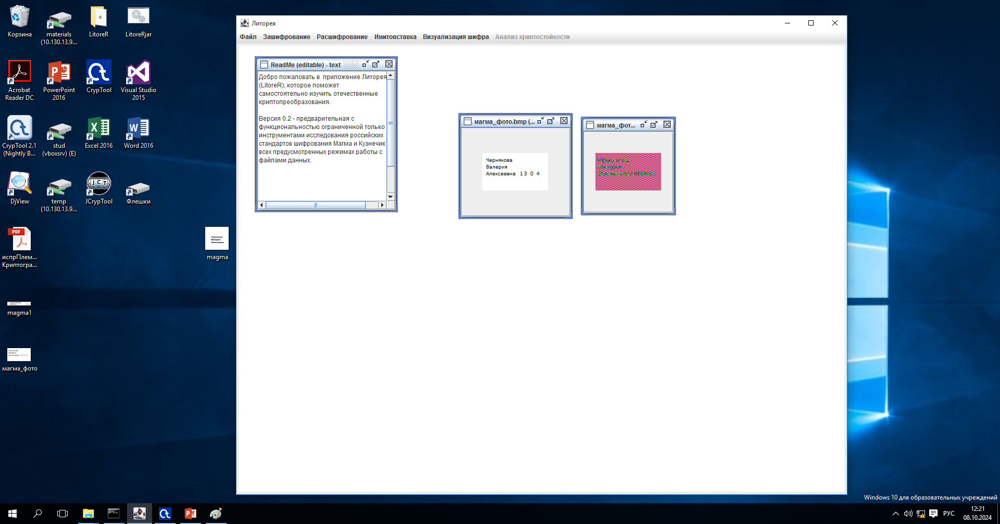 Корзина
materials
(10.130.13.9...
LitoreR
LitoreRjar
Acrobat
Reader DC
PowerPoint
2016
CrypTool
Visual Studio
2015
CrypTool 2.1
(Nightly B...
stud
(vboxsrv) (E)
Excel 2016
Word 2016
DjView
temp
(10.130.13.9...
JCrypTool
Флешки
PDF
испрПлем...
Криптогра...
magma
magma1
магма_фото
Литорея
Файл Зашифрование Расшифрование Имитовставка Визуализация шифра Анализ криптостойкости
ReadMe (editable) - text
Добро пожаловать в приложение Литорея
(LitoreR), которое поможет
самостоятельно изучить отечественные
криптопреобразования.
Версия 0.2 - предварительная с
функциональностью ограниченной только
инструментами исследования российских
стандартов шифрования Магма и Кузнечик
всех предусмотренных режимах работы с
файлами данных.
магма_фото.bmp (...
Чернякова
Валерия
Алексеевна 13 0 4
магма_фот...
Windows 10 для образовательных учреждений
РУС
12:21
08.10.2024